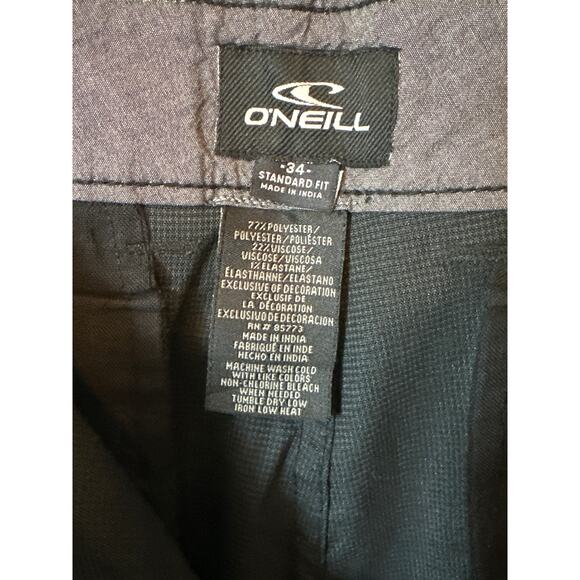 O'NEILL
-34-
STANDARD FIT
MADE IN INDIA
77% POLYESTER/
POLYESTER/POLIÉSTER
22% VISCOSE/
VISCOSE/VISCOSA
1% ELASTANE/
ÉLASTHANNE/ELASTANO
EXCLUSIVE OF DECORATION
EXCLUSIF DE
LA DÉCORATION
EXCLUSIVO DE DECORACION
RN # 85773
MADE IN INDIA
FABRIQUÉ EN INDE
HECHO EN INDIA
MACHINE WASH COLD
WITH LIKE COLORS
NON-CHLORINE BLEACH
WHEN NEEDED
TUMBLE DRY LOW
IRON LOW HEAT